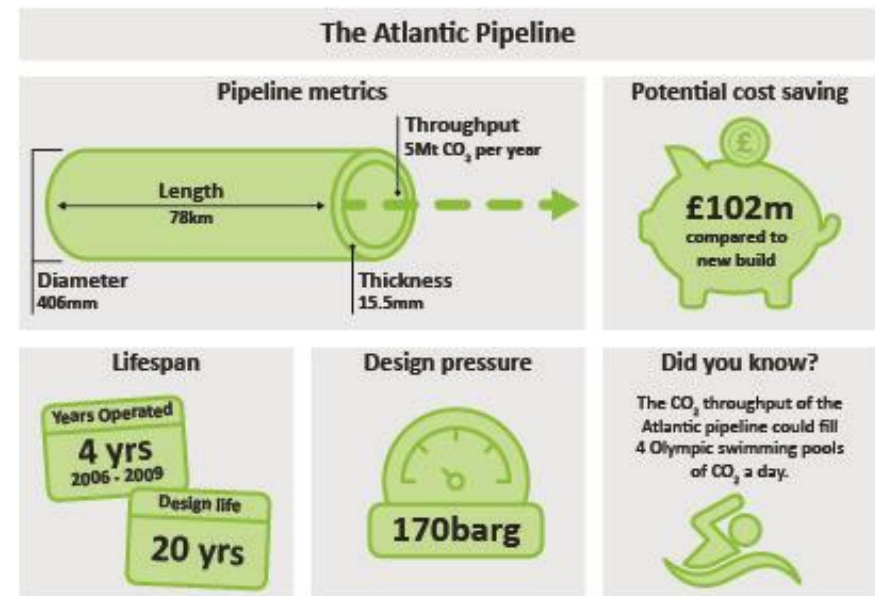 The Atlantic Pipeline
Pipeline metrics
Throughput
5Mt CO₂ per year
Length
78km
Diameter
406mm
Thickness
15.5mm
Potential cost saving
£
£102m
compared to
new build
Lifespan
Years Operated
4 yrs
2006 - 2009
Design life
20 yrs
Design pressure
170barg
Did you know?
The CO₂ throughput of the
Atlantic pipeline could fill
4 Olympic swimming pools
of CO₂ a day.